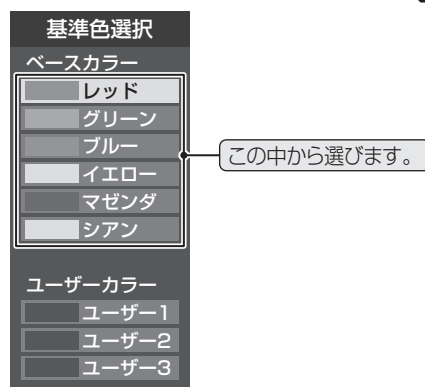 基準色選択
ベースカラー
レッド
グリーン
ブルー
イエロー
マゼンダ
シアン
この中から選びます。
ユーザーカラー
ユーザー1
ユーザー2
ユーザー3